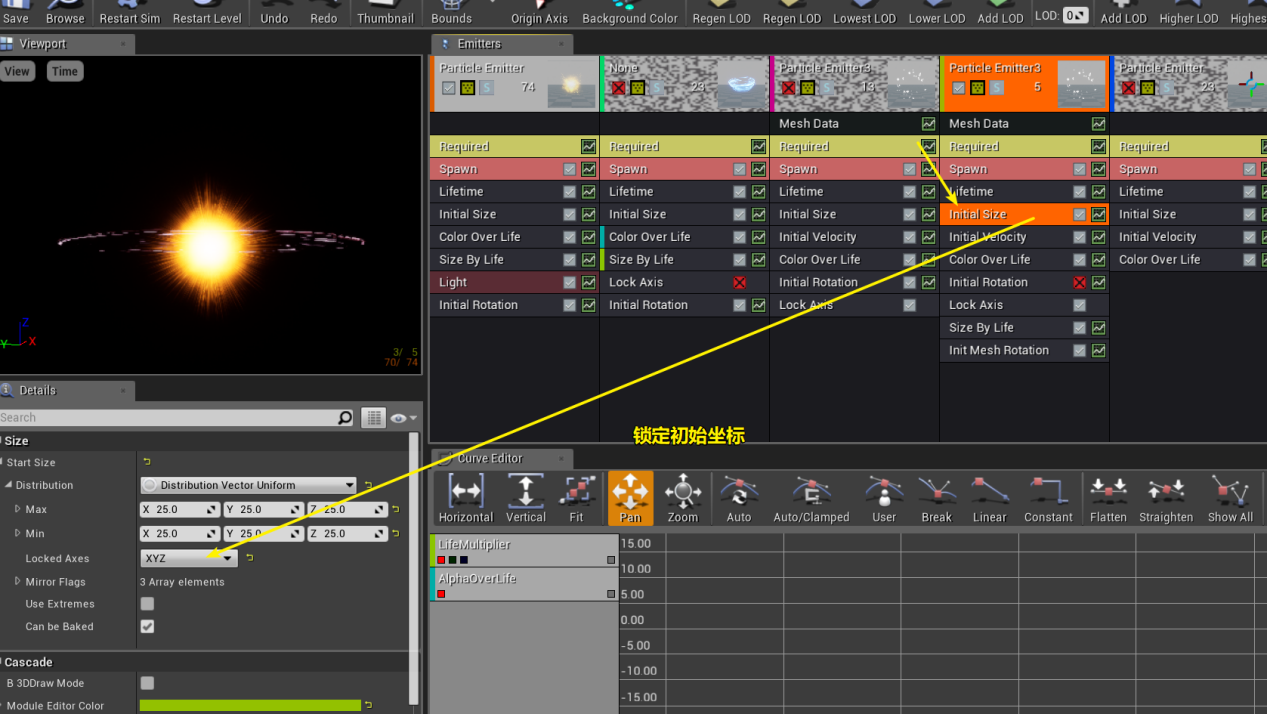 Save Browse Restart Sim Restart Level Undo Redo Thumbnail Bounds Origin Axis Background Color Regen LOD Regen LOD Lowest LOD Lower LOD Add LOD LOD: 0 Add LOD Higher LOD Highes
Viewport
View Time
Z
Y X
3/ 5
70/ 74
Emitters
Particle Emitter 74
None 23
Particle Emitter3 13
Particle Emitter3 5
Particle Emitter 23
Mesh Data Mesh Data
Required Required Required Required Required
Spawn Spawn Spawn Spawn Spawn
Lifetime Lifetime Lifetime Lifetime Lifetime
Initial Size Initial Size Initial Size Initial Size Initial Size
Color Over Life Color Over Life Initial Velocity Initial Velocity Initial Velocity
Size By Life Size By Life Color Over Life Color Over Life Color Over Life
Light Lock Axis Initial Rotation Initial Rotation
Initial Rotation Initial Rotation Lock Axis Lock Axis
Size By Life
Init Mesh Rotation
锁定初始坐标
Details
Search
Size
Start Size
Distribution Distribution Vector Uniform
Max X 25.0 Y 25.0 Z 25.0
Min X 25.0 Y 25.0 Z 25.0
Locked Axes XYZ
Mirror Flags 3 Array elements
Use Extremes
Can be Baked
Cascade
B 3DDraw Mode
Module Editor Color
Curve Editor
Horizontal Vertical Fit Pan Zoom Auto Auto/Clamped User Break Linear Constant Flatten Straighten Show All
LifeMultiplier
AlphaOverLife
15.00
10.00
5.00
0.00
-5.00
-10.00
-15.00